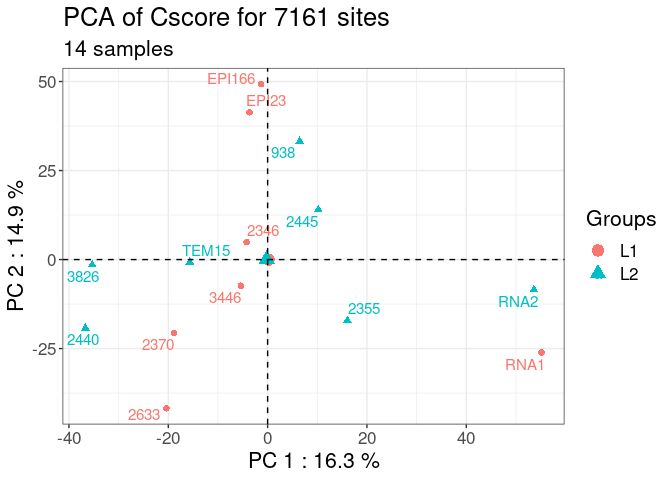 PCA of Cscore for 7161 sites
14 samples
PC 2 : 14.9 %
50
25
0
-25
EPI166
EPI23
938
2445
2346
TEM15
3826
3446
2355
RNA2
2440
2370
RNA1
2633
-40
-20
0
20
40
PC 1 : 16.3 %
Groups
L1
L2